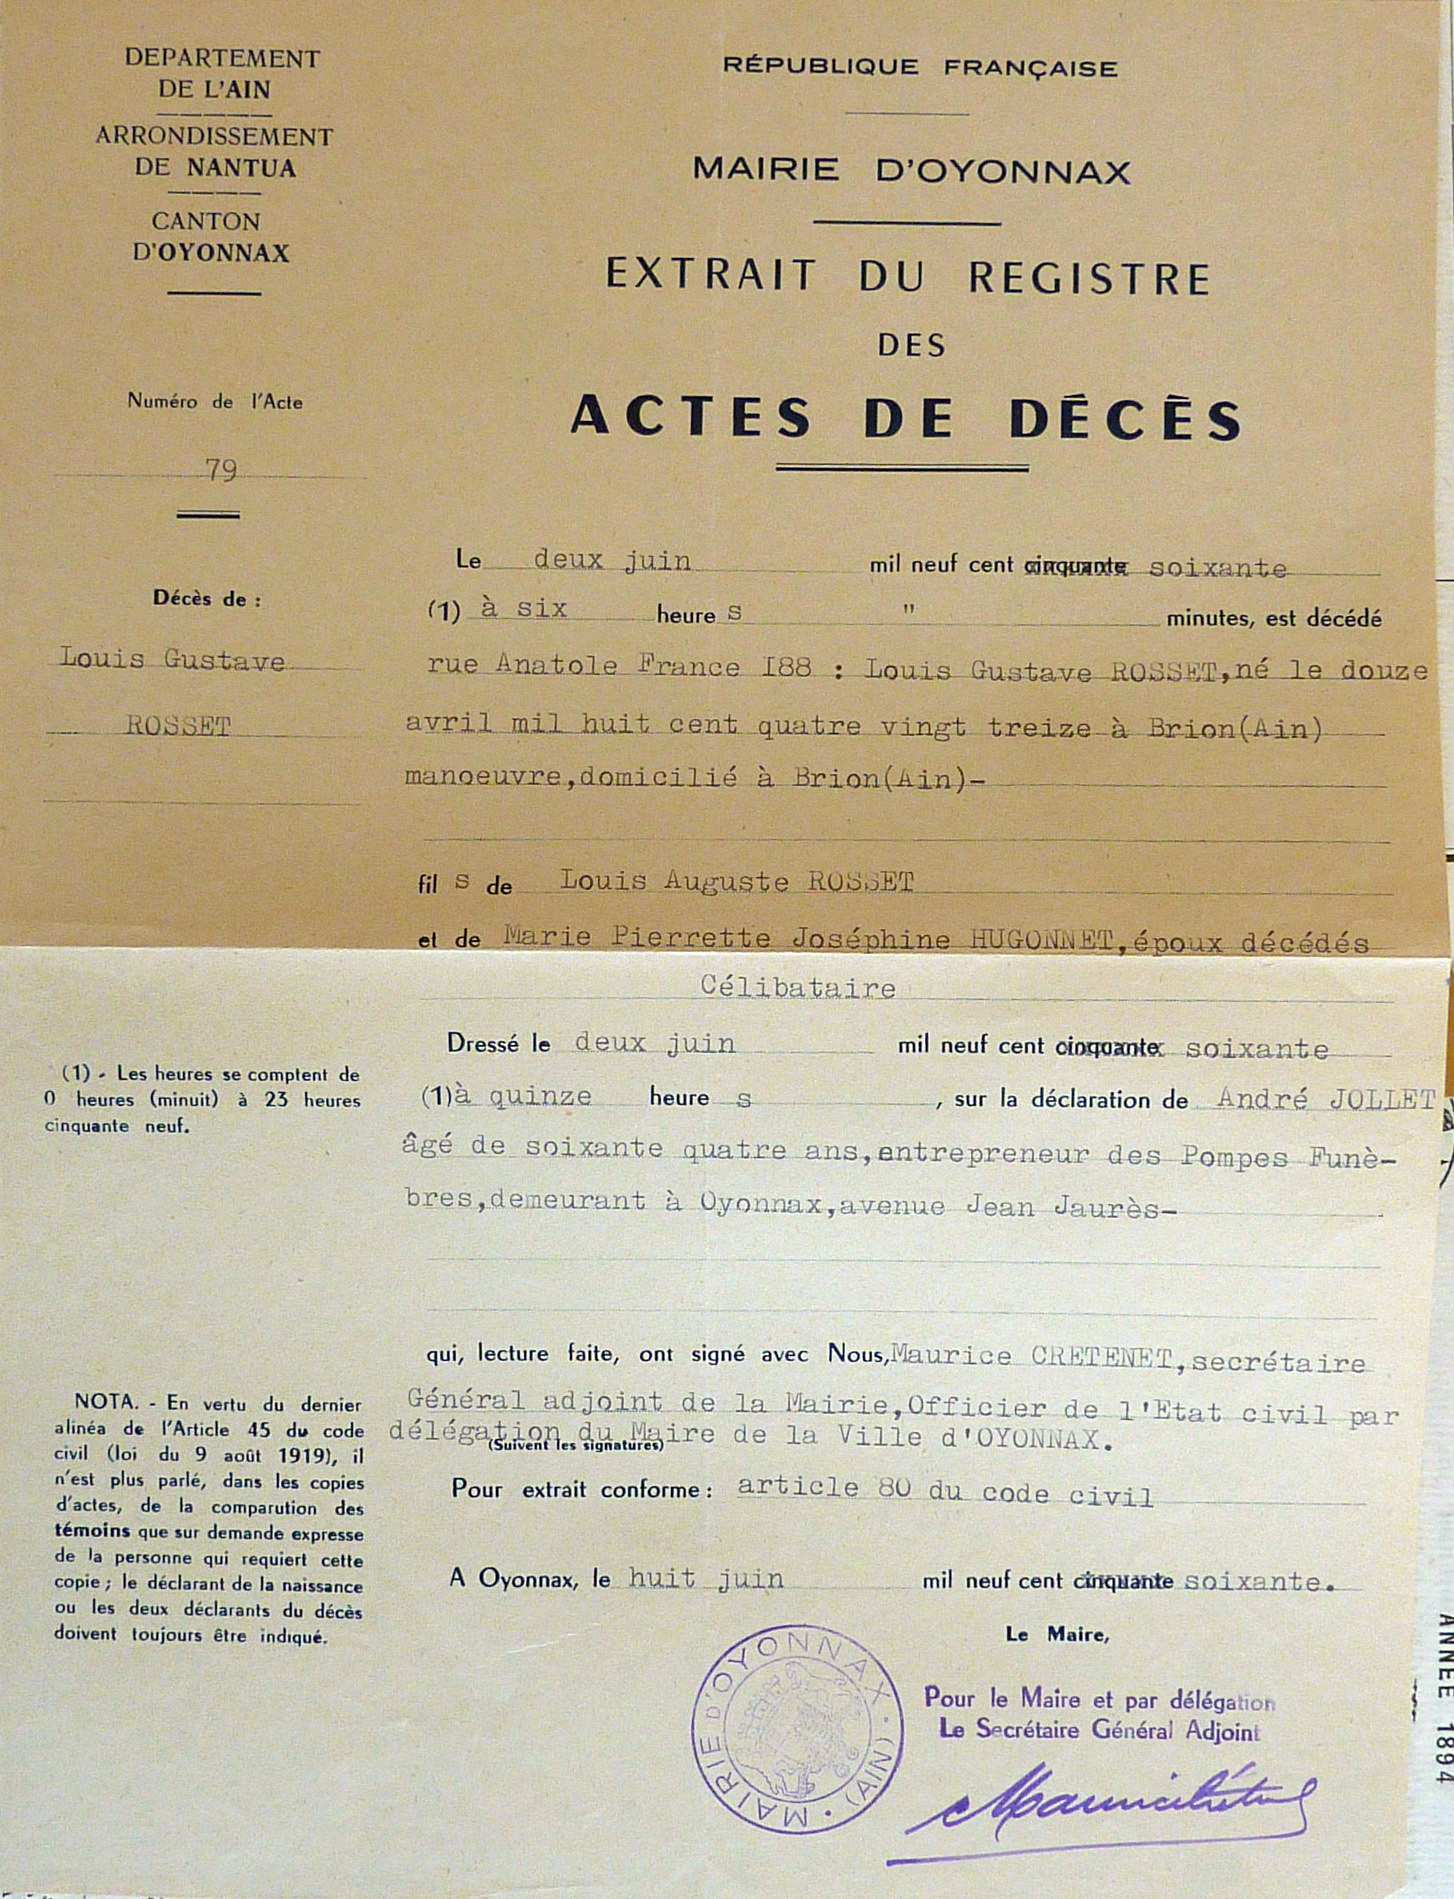 DEPARTEMENT
DE L'AIN
ARRONDISSEMENT
DE NANTUA
CANTON
D'OYONNAX
Numéro de l'Acte
79
Décès de :
Louis Gustave
ROSSET
(1) - Les heures se comptent de
0 heures (minuit) à 23 heures
cinquante neuf.
NOTA. - En vertu du dernier
alinéa de l'Article 45 du code
civil (loi du 9 août 1919), il
n'est plus parlé, dans les copies
d'actes, de la comparution des
témoins que sur demande expresse
de la personne qui requiert cette
copie ; le déclarant de la naissance
ou les deux déclarants du décès
doivent toujours être indiqué.
RÉPUBLIQUE FRANÇAISE
MAIRIE D'OYONNAX
EXTRAIT DU REGISTRE
DES
ACTES DE DÉCÈS
Le deux juin mil neuf cent cinquante soixante
(1) à six heure s " minutes, est décédé
rue Anatole France I88 : Louis Gustave ROSSET,né le douze
avril mil huit cent quatre vingt treize à Brion(Ain)
manoeuvre,domicilié à Brion(Ain)-
fil s de Louis Auguste ROSSET
et de Marie Pierrette Joséphine HUGONNET,époux décédés
Célibataire
Dressé le deux juin mil neuf cent cinquante soixante
(1)à quinze heure s , sur la déclaration de André JOLLET
âgé de soixante quatre ans,entrepreneur des Pompes Funè-
bres,demeurant à Oyonnax,avenue Jean Jaurès-
qui, lecture faite, ont signé avec Nous,Maurice CRETENET,secrétaire
Général adjoint de la Mairie,Officier de l'Etat civil par
délégation du Maire de la Ville d'OYONNAX.
(Suivent les signatures)
Pour extrait conforme : article 80 du code civil
A Oyonnax, le huit juin mil neuf cent cinquante soixante.
Le Maire,
Pour le Maire et par délégation
Le Secrétaire Général Adjoint
MAIRIE D'OYONNAX (AIN)
ANNEE 1894